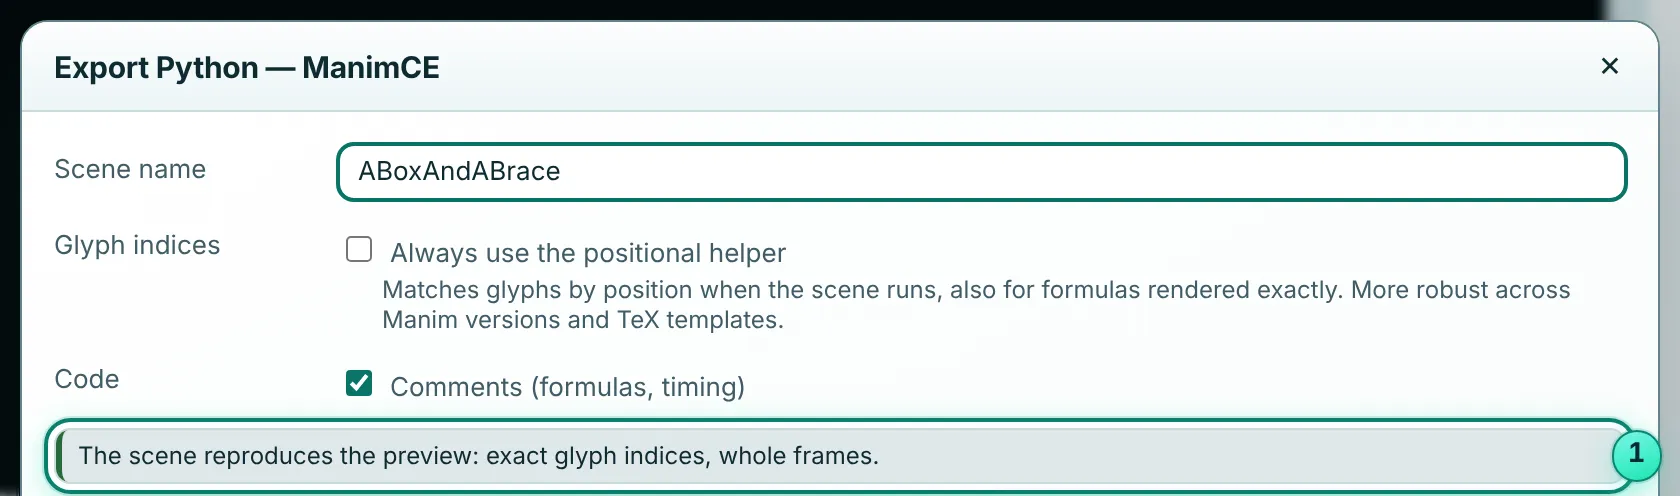 Export Python — ManimCE
×
Scene name
ABoxAndABrace
Glyph indices
Always use the positional helper
Matches glyphs by position when the scene runs, also for formulas rendered exactly. More robust across
Manim versions and TeX templates.
Code
Comments (formulas, timing)
The scene reproduces the preview: exact glyph indices, whole frames.
1